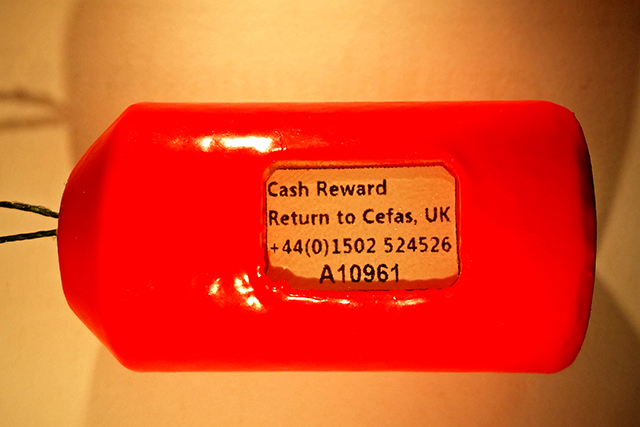 Cash Reward
Return to Cefas, UK
+44(0)1502 524526
A10961